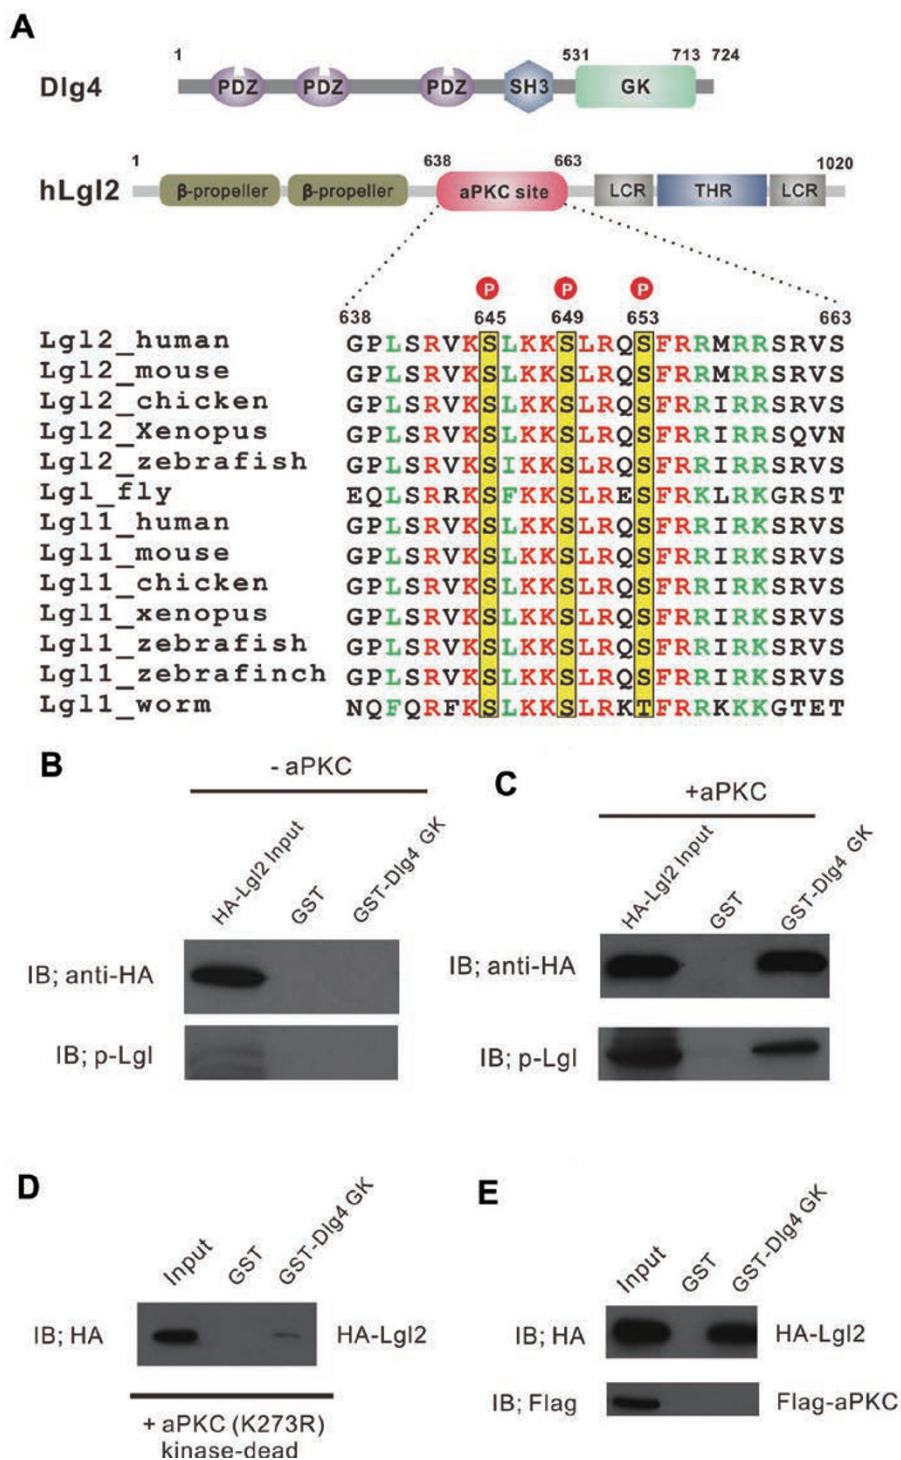 A
1 531 713 724
Dlg4 PDZ PDZ PDZ SH3 GK
1 638 663 1020
hLgl2 β-propeller β-propeller aPKC site LCR THR LCR
P P P
638 645 649 653 663
Lgl2_human GPLSRVKSLKKSLRQSFRRMRRSRVS
Lgl2_mouse GPLSRVKSLKKSLRQSFRRMRRSRVS
Lgl2_chicken GPLSRVKSLKKSLRQSFRRIRRSRVS
Lgl2_Xenopus GPLSRVKSLKKSLRQSFRRIRRSQVN
Lgl2_zebrafish GPLSRVKSIKKSLRQSFRRIRRSRVS
Lgl_fly EQLSRRKSFKKSLRESFRKLRKGRST
Lgl1_human GPLSRVKSLKKSLRQSFRRIRKSRVS
Lgl1_mouse GPLSRVKSLKKSLRQSFRRIRKSRVS
Lgl1_chicken GPLSRVKSLKKSLRQSFRRIRKSRVS
Lgl1_xenopus GPLSRVKSLKKSLRQSFRRIRKSRVS
Lgl1_zebrafish GPLSRVKSLKKSLRQSFRRIRKSRVS
Lgl1_zebrafinch GPLSRVKSLKKSLRQSFRRIRKSRVS
Lgl1_worm NQFQRFKSLKKSLRKTFRRKKKGTET
B
- aPKC
HA-Lgl2 Input GST GST-Dlg4 GK
IB; anti-HA
IB; p-Lgl
C
+aPKC
HA-Lgl2 Input GST GST-Dlg4 GK
IB; anti-HA
IB; p-Lgl
D
Input GST GST-Dlg4 GK
IB; HA HA-Lgl2
+ aPKC (K273R)
kinase-dead
E
Input GST GST-Dlg4 GK
IB; HA HA-Lgl2
IB; Flag Flag-aPKC